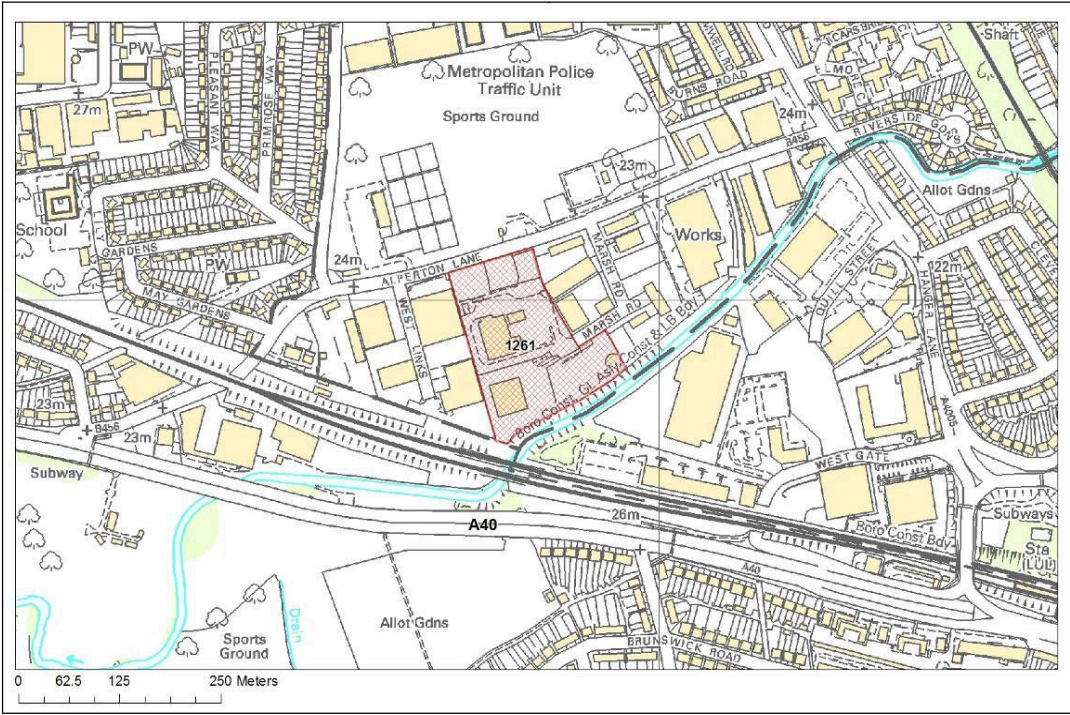 PW
PLEASANT WAY
PRIMROSE WAY
27m
Metropolitan Police
Traffic Unit
Sports Ground
BURNS ROAD
Shaft
24m
B456
RIVERSIDE GDNS
Allot Gdns
23m
School
LILY
GARDENS
PW
MAY GARDENS
24m
ALPERTON LANE
WEST LINKS
MARSH RD
MARSH RD
Works
QUILL STREET
HANGER LANE
22m
A4005
1261
Boro Const, Gt Asly Const & LB Bdy
23m
B456
23m
Subway
WEST GATE
Boro Const Bdy
Subways
Sta
(LUL)
A40
26m
A40
Allot Gdns
Drain
Sports
Ground
BRUNSWICK ROAD
0 62.5 125 250 Meters